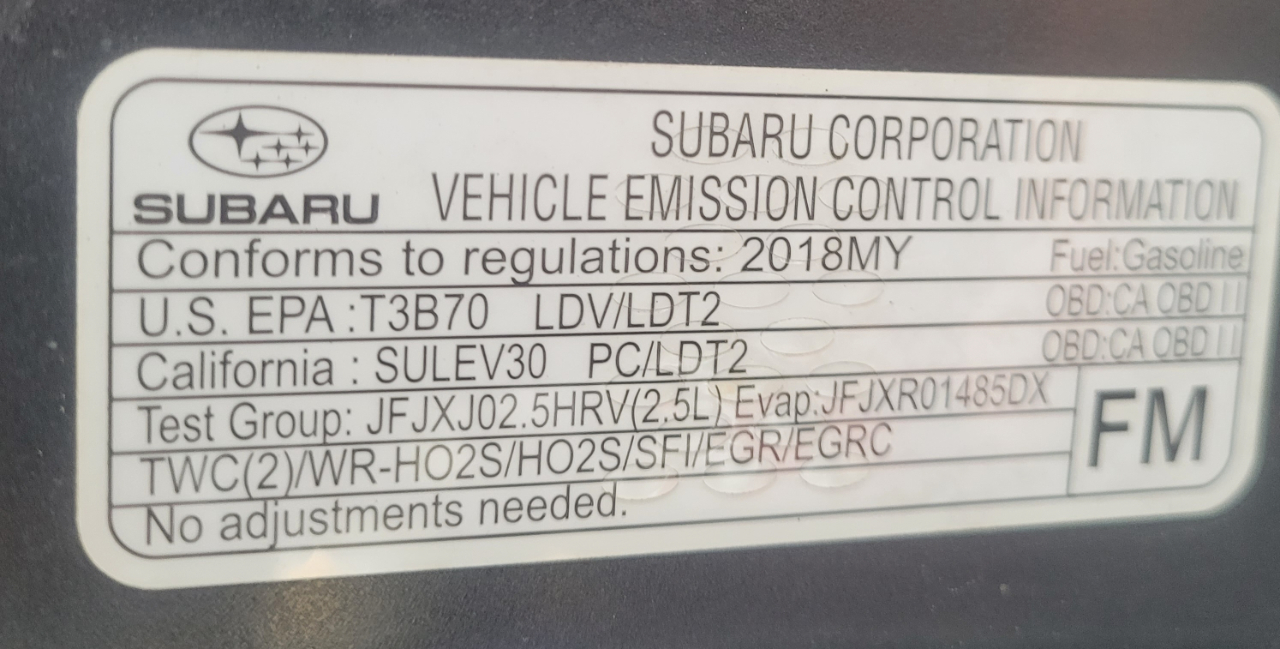 SUBARU CORPORATION
SUBARU VEHICLE EMISSION CONTROL INFORMATION
Conforms to regulations: 2018MY Fuel:Gasoline
U.S. EPA :T3B70 LDV/LDT2 OBD:CA OBD II
California : SULEV30 PC/LDT2 OBD:CA OBD II
Test Group: JFJXJ02.5HRV(2.5L) Evap:JFJXR01485DX
TWC(2)/WR-HO2S/HO2S/SFI/EGR/EGRC FM
No adjustments needed.